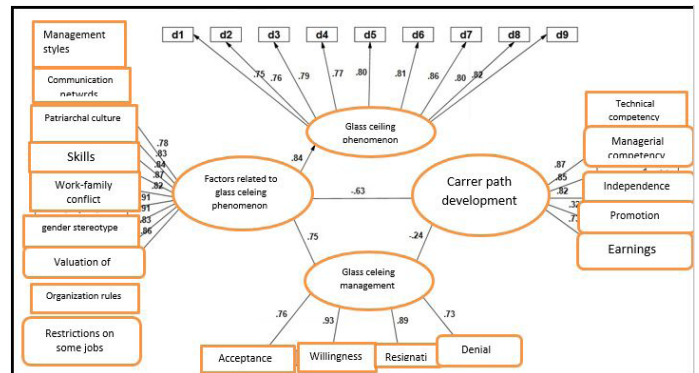 d1 d2 d3 d4 d5 d6 d7 d8 d9
Management
styles
Communication
Patriarchal culture
Skills
Work-family
conflict
gender stereotype
Valuation of
Organization rules
Restrictions on
some jobs
.75 .76 .79 .77 .80 .81 .86 .80 .82
Glass ceiling
phenomenon
.84
.78
.83
.84
.87
.82
.91
.91
.83
.86
Factors related to
glass celeing
phenomenon
-.63
Carrer path
development
.87
.85
.82
Technical
competency
Managerial
competency
Independence
Promotion
Earnings
.75
-.24
Glass celeing
management
.76 .93 .89 .73
Acceptance
Willingness
Denial